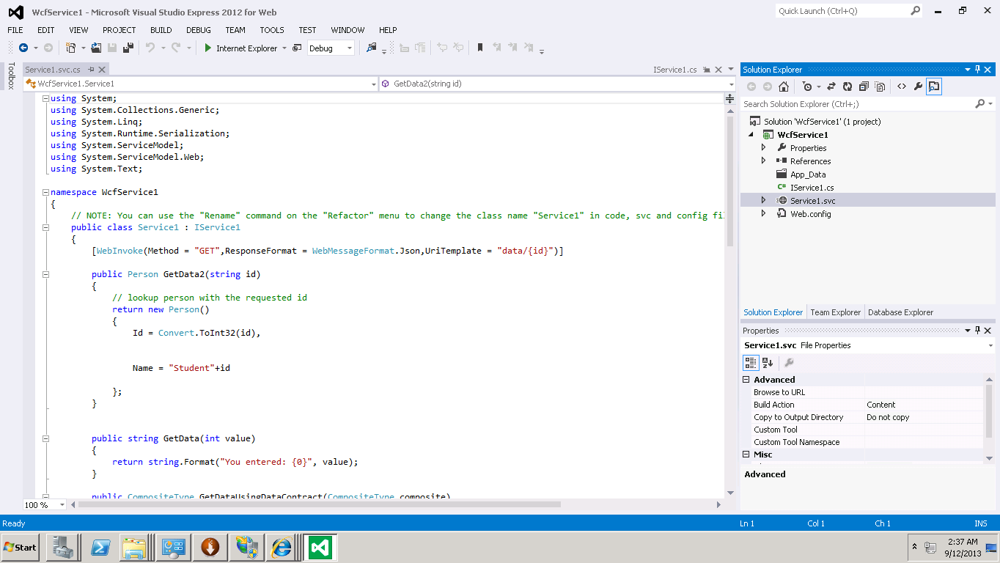 WcfService1 - Microsoft Visual Studio Express 2012 for Web
Quick Launch (Ctrl+Q)
FILE EDIT VIEW PROJECT BUILD DEBUG TEAM TOOLS TEST WINDOW HELP
Internet Explorer Debug
Toolbox
Service1.svc.cs IService1.cs
WcfService1.Service1 GetData2(string id)
using System;
using System.Collections.Generic;
using System.Linq;
using System.Runtime.Serialization;
using System.ServiceModel;
using System.ServiceModel.Web;
using System.Text;
namespace WcfService1
{
// NOTE: You can use the "Rename" command on the "Refactor" menu to change the class name "Service1" in code, svc and config fil
public class Service1 : IService1
{
[WebInvoke(Method = "GET",ResponseFormat = WebMessageFormat.Json,UriTemplate = "data/{id}")]
public Person GetData2(string id)
{
// lookup person with the requested id
return new Person()
{
Id = Convert.ToInt32(id),
Name = "Student"+id
};
}
public string GetData(int value)
{
return string.Format("You entered: {0}", value);
}
public CompositeType GetDataUsingDataContract(CompositeType composite)
100 %
Solution Explorer
Search Solution Explorer (Ctrl+;)
Solution 'WcfService1' (1 project)
WcfService1
Properties
References
App_Data
C# IService1.cs
Service1.svc
Web.config
Solution Explorer Team Explorer Database Explorer
Properties
Service1.svc File Properties
Advanced
Browse to URL
Build Action Content
Copy to Output Directory Do not copy
Custom Tool
Custom Tool Namespace
Misc
Advanced
Ready Ln 1 Col 1 Ch 1 INS
Start
2:37 AM
9/12/2013